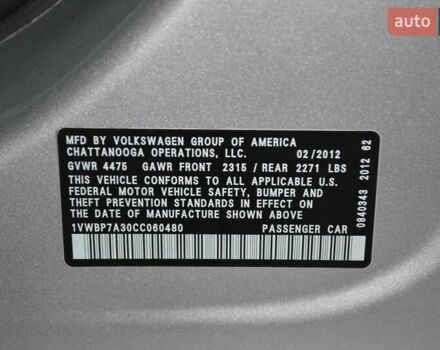 auto
MFD BY VOLKSWAGEN GROUP OF AMERICA
CHATTANOOGA OPERATIONS, LLC. 02/2012
GVWR 4475 GAWR FRONT 2315 / REAR 2271 LBS
THIS VEHICLE CONFORMS TO ALL APPLICABLE U.S.
FEDERAL MOTOR VEHICLE SAFETY, BUMPER AND
THEFT PREVENTION STANDARDS IN EFFECT ON
THE DATE OF MANUFACTURE SHOWN ABOVE
1VWBP7A30CC060480 PASSENGER CAR
0840343 2012 62